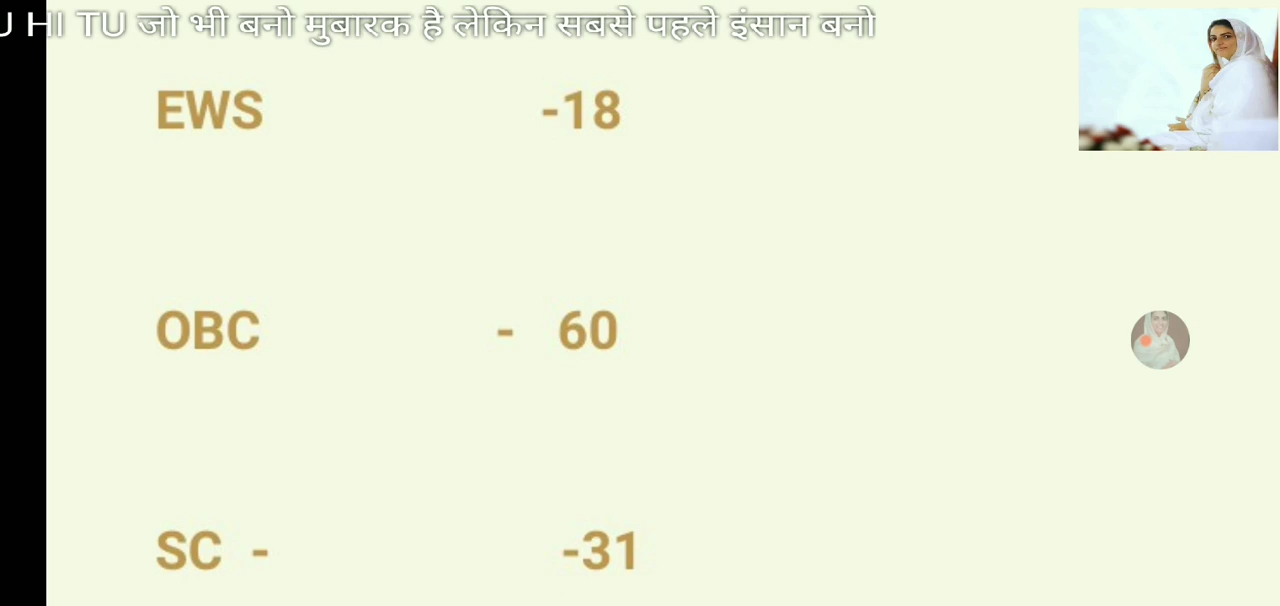 HI TU जो भी बनो मुबारक है लेकिन सबसे पहले इंसान बनो
EWS -18
OBC - 60
SC - -31